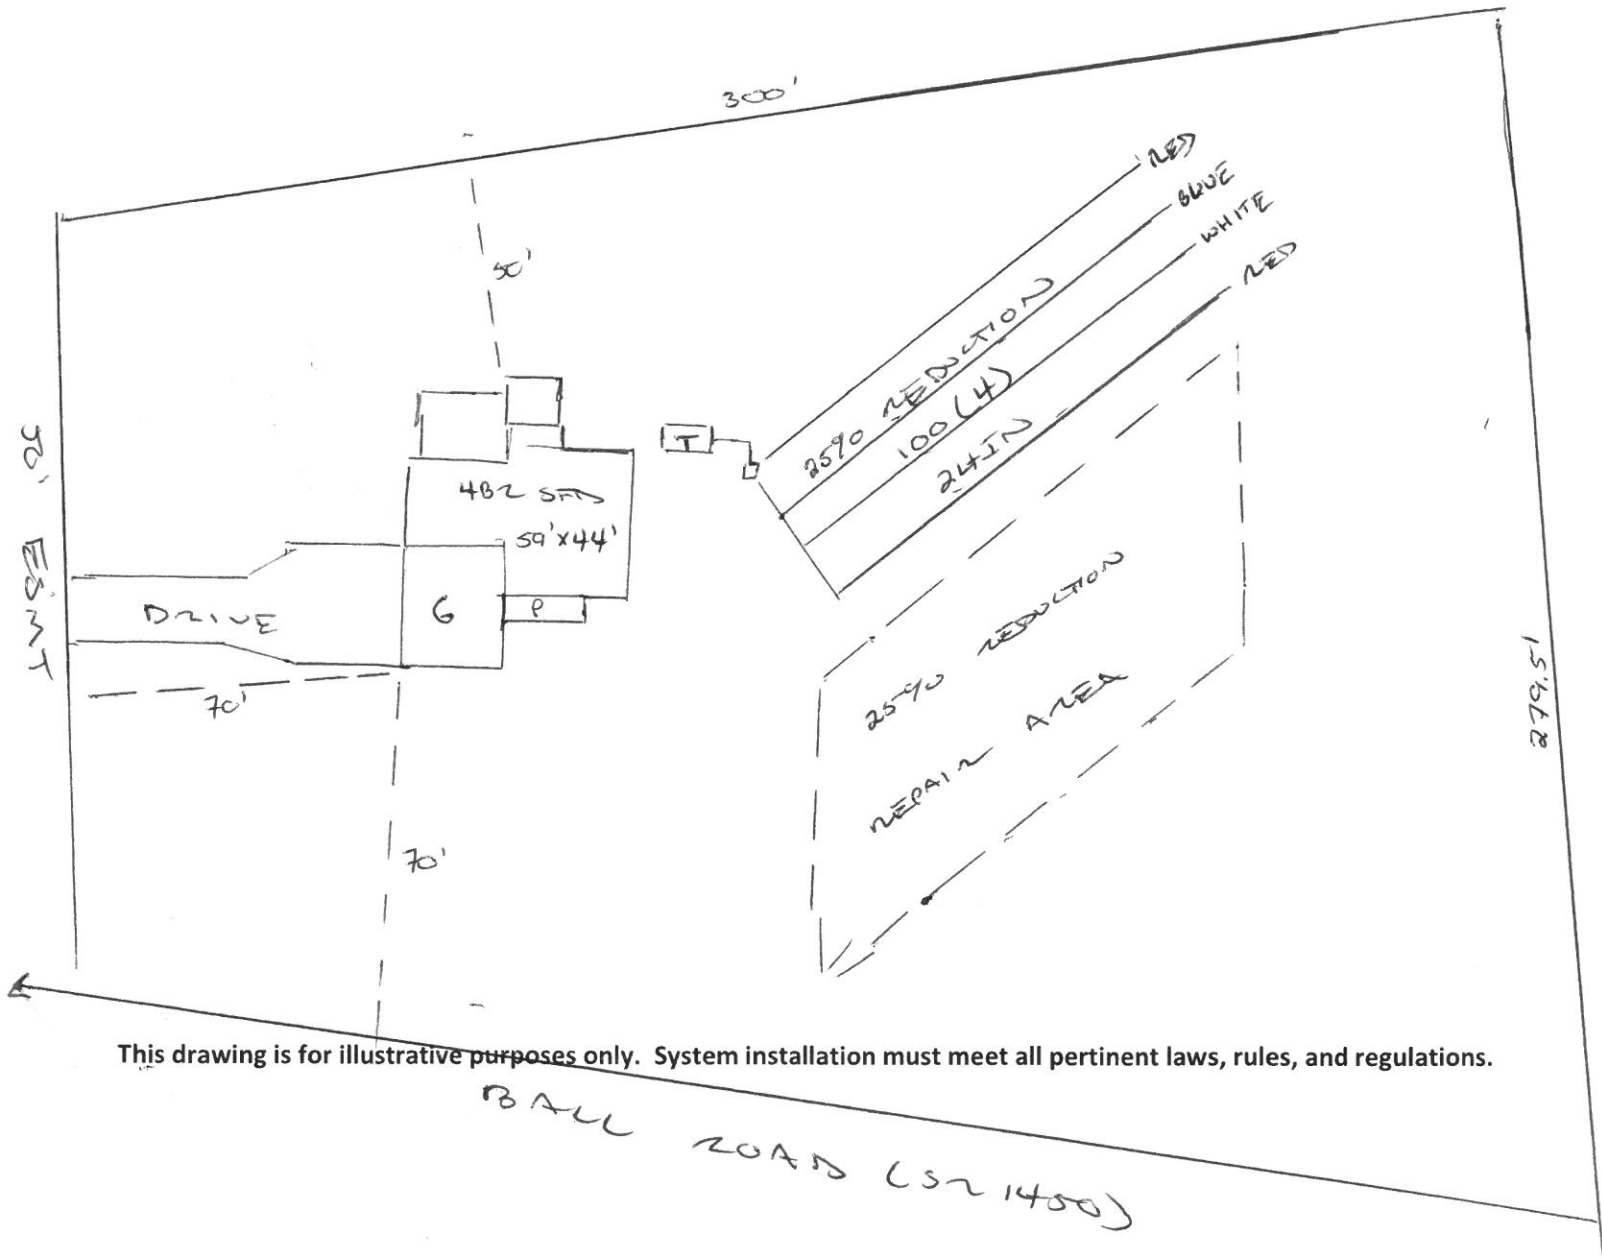 300'
RED
BLUE
WHITE
RED
50'
25% REDUCTION
100 (4)
24IN
T
4BR SFD
59'X44'
50' ESMT
DRIVE
G
P
70'
70'
25% REDUCTION
REPAIR AREA
This drawing is for illustrative purposes only. System installation must meet all pertinent laws, rules, and regulations.
BALL ROAD (SR 1400)